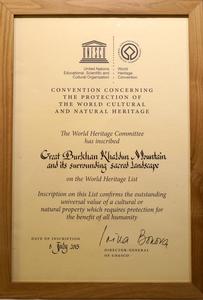 UNESCO
United Nations
Educational, Scientific and
Cultural Organization
World
Heritage
Convention
CONVENTION CONCERNING
THE PROTECTION OF
THE WORLD CULTURAL
AND NATURAL HERITAGE
The World Heritage Committee
has inscribed
Great Burkhan Khaldun Mountain
and its surrounding sacred landscape
on the World Heritage List
Inscription on this List confirms the outstanding
universal value of a cultural or
natural property which requires protection for
the benefit of all humanity
DATE OF INSCRIPTION
July 2015
Irina Bokova
DIRECTOR-GENERAL
OF UNESCO